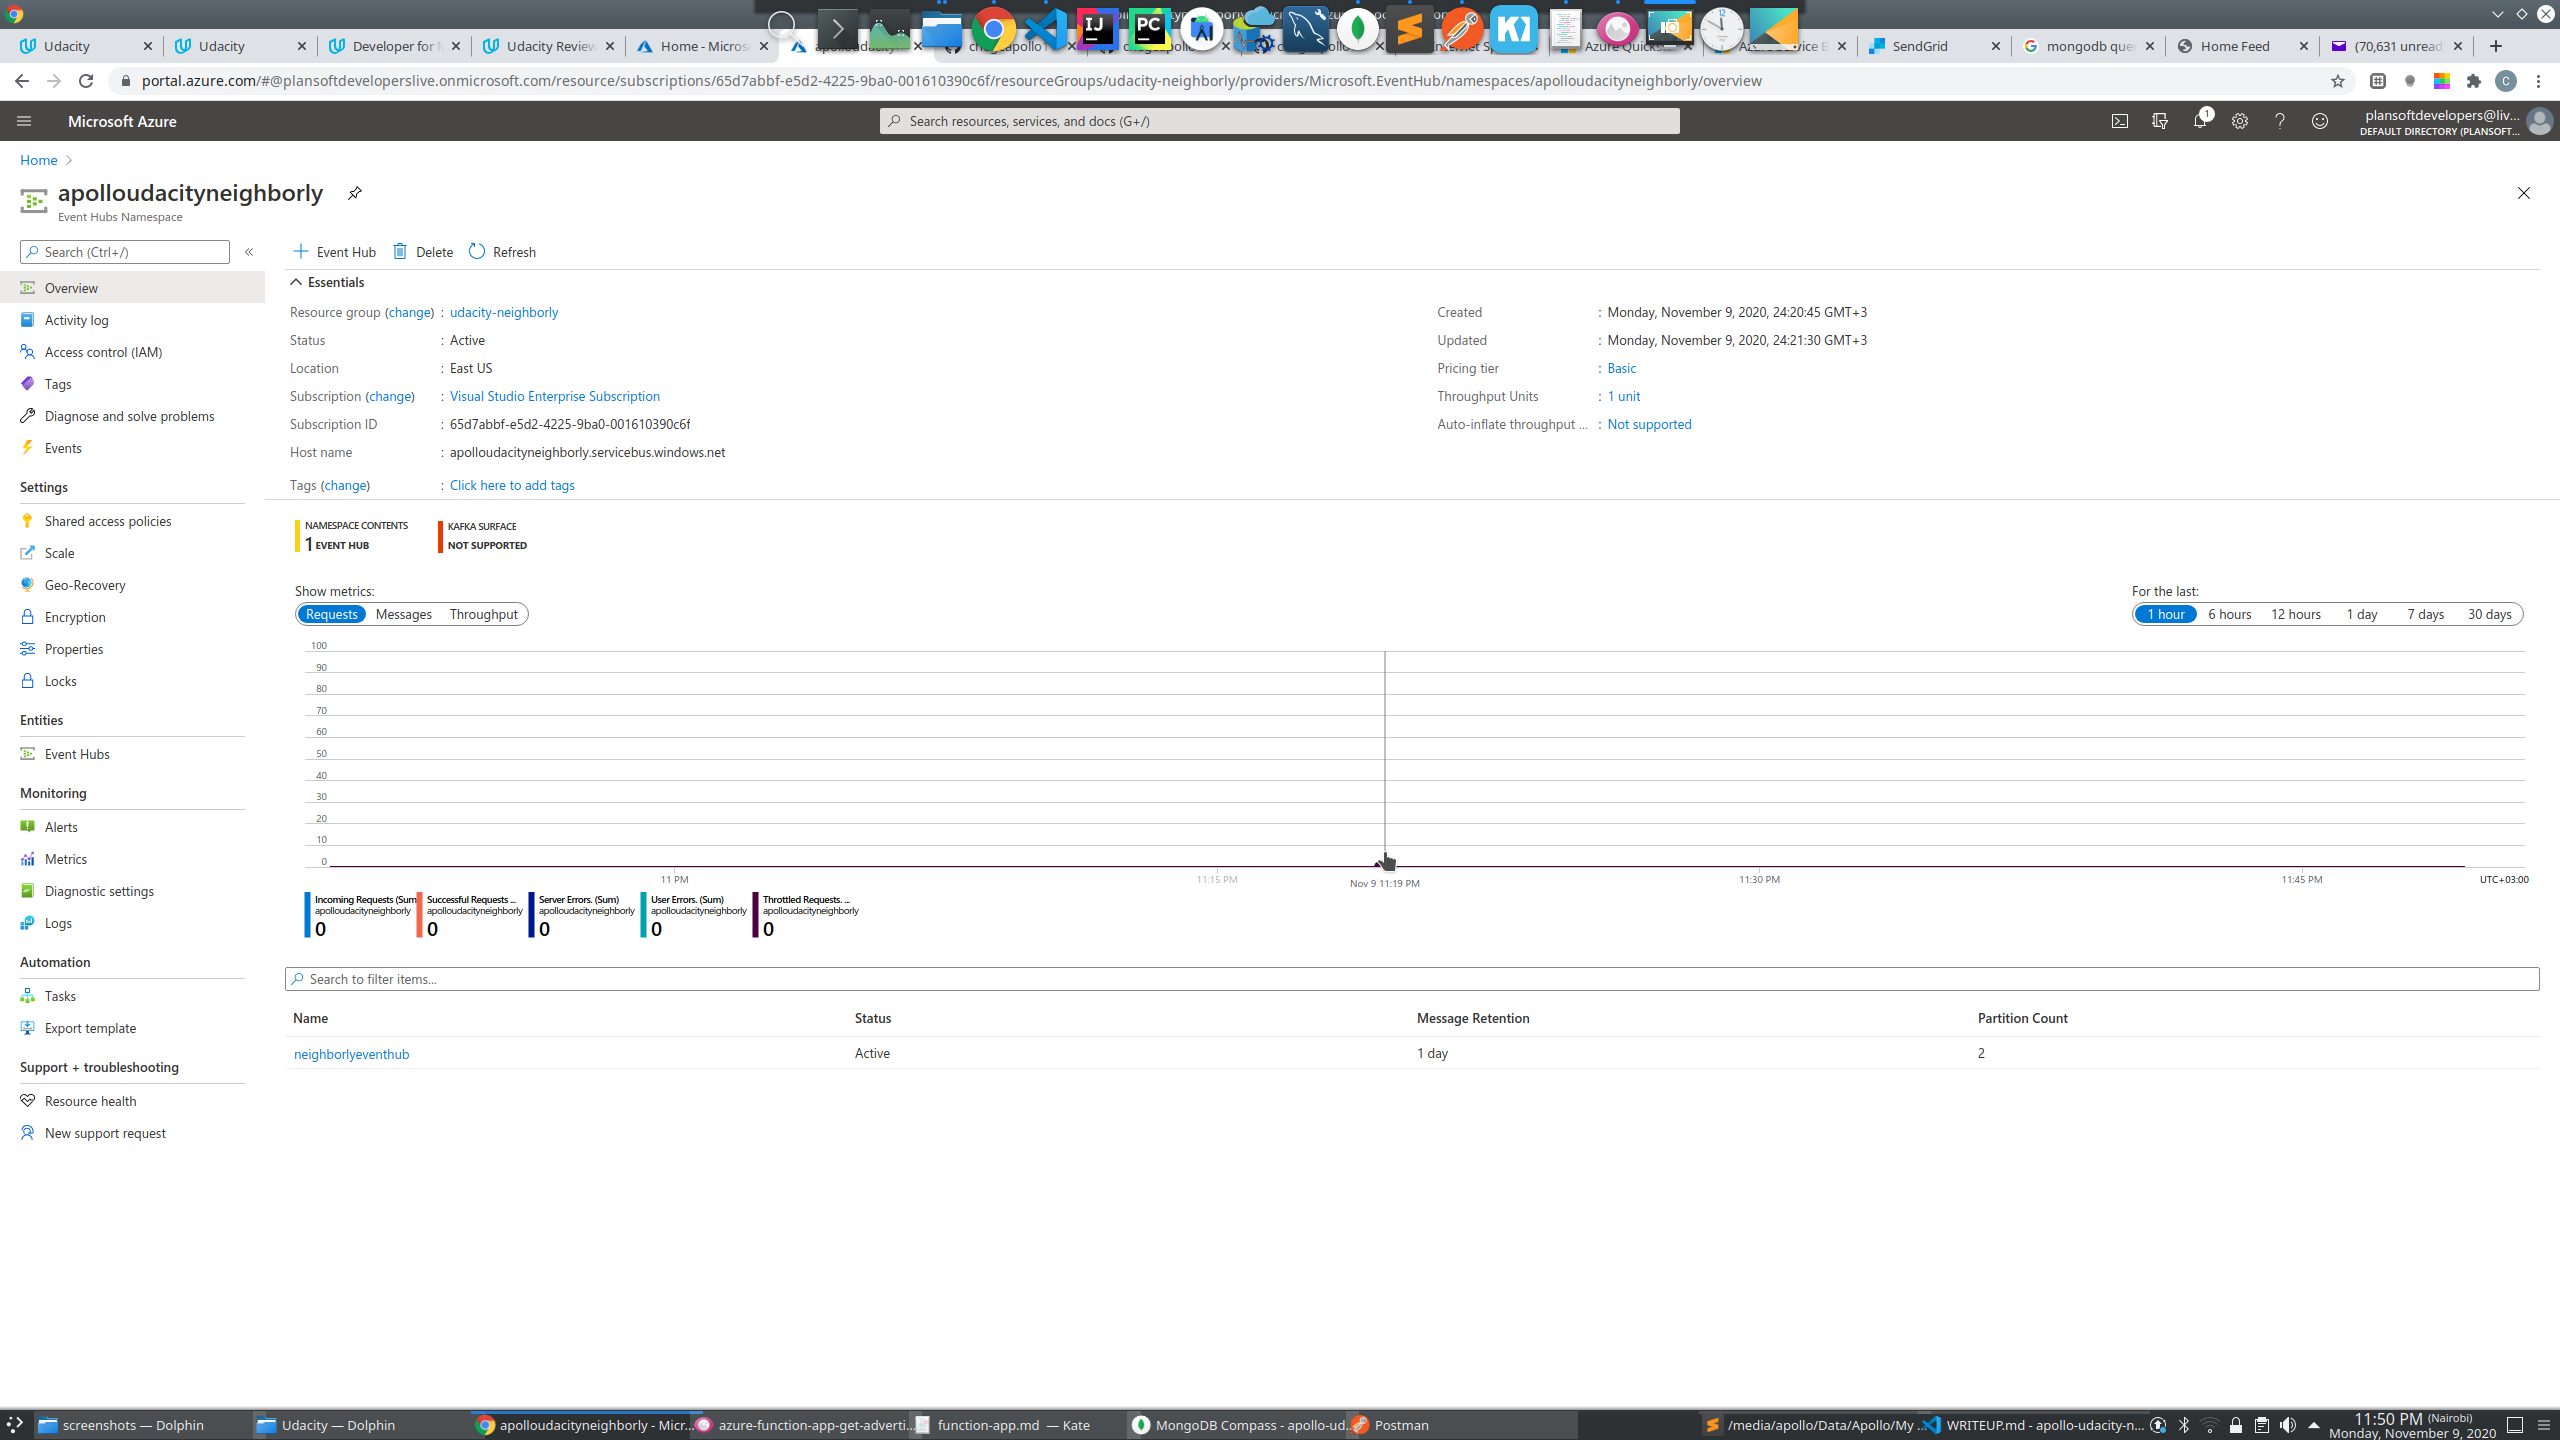 Udacity
Udacity
Developer for M
Udacity Review
Home - Micros
SendGrid
mongodb que
Home Feed
(70,631 unread
portal.azure.com/#@plansoftdeveloperslive.onmicrosoft.com/resource/subscriptions/65d7abbf-e5d2-4225-9ba0-001610390c6f/resourceGroups/udacity-neighborly/providers/Microsoft.EventHub/namespaces/apolloudacityneighborly/overview
C
Microsoft Azure
Search resources, services, and docs (G+/)
1
plansoftdevelopers@liv...
DEFAULT DIRECTORY (PLANSOFT...
Home
apolloudacityneighborly
Event Hubs Namespace
Search (Ctrl+/)
Event Hub
Delete
Refresh
Overview
Activity log
Access control (IAM)
Tags
Diagnose and solve problems
Events
Settings
Shared access policies
Scale
Geo-Recovery
Encryption
Properties
Locks
Entities
Event Hubs
Monitoring
Alerts
Metrics
Diagnostic settings
Logs
Automation
Tasks
Export template
Support + troubleshooting
Resource health
New support request
Essentials
Resource group (change) : udacity-neighborly
Status : Active
Location : East US
Subscription (change) : Visual Studio Enterprise Subscription
Subscription ID : 65d7abbf-e5d2-4225-9ba0-001610390c6f
Host name : apolloudacityneighborly.servicebus.windows.net
Tags (change) : Click here to add tags
Created : Monday, November 9, 2020, 24:20:45 GMT+3
Updated : Monday, November 9, 2020, 24:21:30 GMT+3
Pricing tier : Basic
Throughput Units : 1 unit
Auto-inflate throughput ... : Not supported
NAMESPACE CONTENTS
1 EVENT HUB
KAFKA SURFACE
NOT SUPPORTED
Show metrics:
Requests Messages Throughput
For the last:
1 hour 6 hours 12 hours 1 day 7 days 30 days
100
90
80
70
60
50
40
30
20
10
0
11 PM 11:15 PM Nov 9 11:19 PM 11:30 PM 11:45 PM UTC+03:00
Incoming Requests (Sum
apolloudacityneighborly
0
Successful Requests ...
apolloudacityneighborly
0
Server Errors. (Sum)
apolloudacityneighborly
0
User Errors. (Sum)
apolloudacityneighborly
0
Throttled Requests. ...
apolloudacityneighborly
0
Search to filter items...
Name Status Message Retention Partition Count
neighborlyeventhub Active 1 day 2
screenshots — Dolphin
Udacity — Dolphin
apolloudacityneighborly - Micr...
azure-function-app-get-adverti...
function-app.md — Kate
MongoDB Compass - apollo-ud...
Postman
/media/apollo/Data/Apollo/My ...
WRITEUP.md - apollo-udacity-n...
11:50 PM (Nairobi)
Monday, November 9, 2020